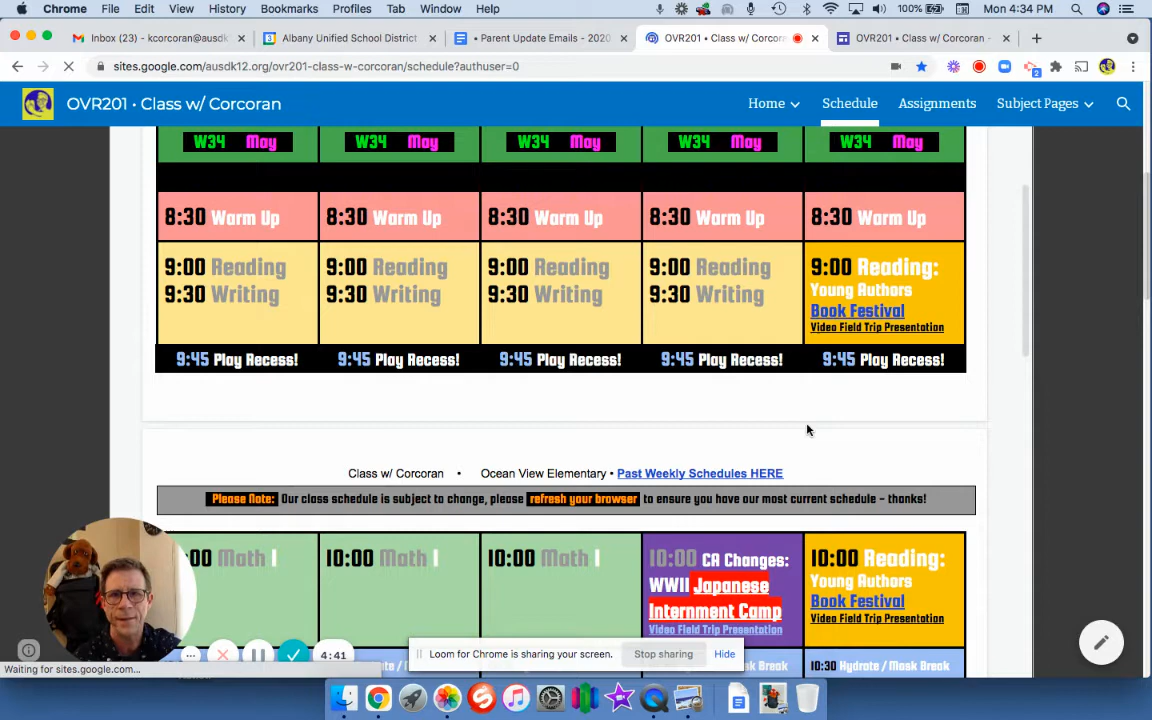 Chrome File Edit View History Bookmarks Profiles Tab Window Help 100% Mon 4:34 PM
Inbox (23) - kcorcoran@ausdk Albany Unified School District • Parent Update Emails - 2020 OVR201 • Class w/ Corcor OVR201 • Class w/ Corcoran -
sites.google.com/ausdk12.org/ovr201-class-w-corcoran/schedule?authuser=0 2
OVR201 • Class w/ Corcoran Home Schedule Assignments Subject Pages
W34 May W34 May W34 May W34 May W34 May
8:30 Warm Up 8:30 Warm Up 8:30 Warm Up 8:30 Warm Up 8:30 Warm Up
9:00 Reading 9:00 Reading 9:00 Reading 9:00 Reading 9:00 Reading:
9:30 Writing 9:30 Writing 9:30 Writing 9:30 Writing Young Authors
Book Festival
Video Field Trip Presentation
9:45 Play Recess! 9:45 Play Recess! 9:45 Play Recess! 9:45 Play Recess! 9:45 Play Recess!
Class w/ Corcoran • Ocean View Elementary • Past Weekly Schedules HERE
Please Note: Our class schedule is subject to change, please refresh your browser to ensure you have our most current schedule - thanks!
:00 Math 1 10:00 Math 1 10:00 Math 1 10:00 CA Changes: 10:00 Reading:
WWII Japanese Young Authors
Internment Camp Book Festival
Video Field Trip Presentation Video Field Trip Presentation
4:41 Loom for Chrome is sharing your screen. Stop sharing Hide
10:30 Hydrate / Mask Break
Waiting for sites.google.com...